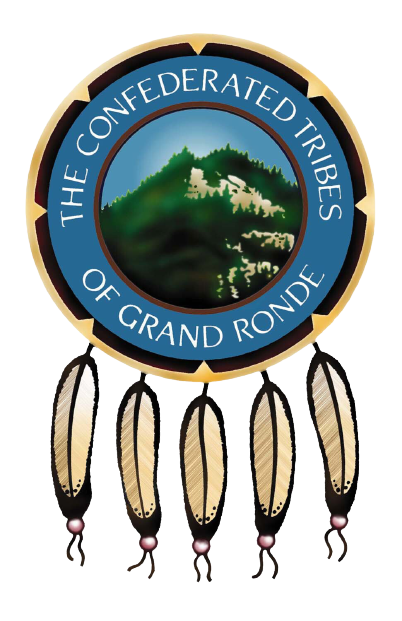 THE CONFEDERATED TRIBES
OF GRAND RONDE